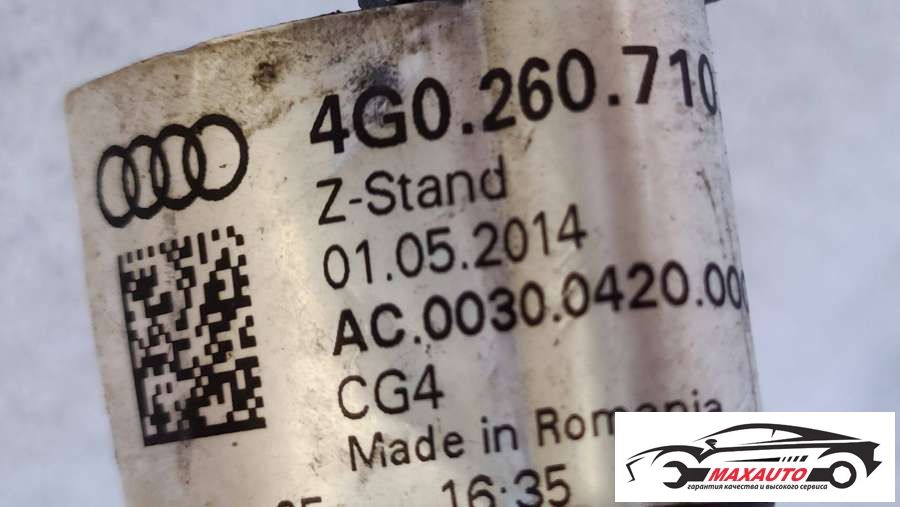 4G0.260.710
Z-Stand
01.05.2014
AC.0030.0420.00
CG4
Made in Romania
16:35
MAXAUTO
гарантия качества и высокого сервиса